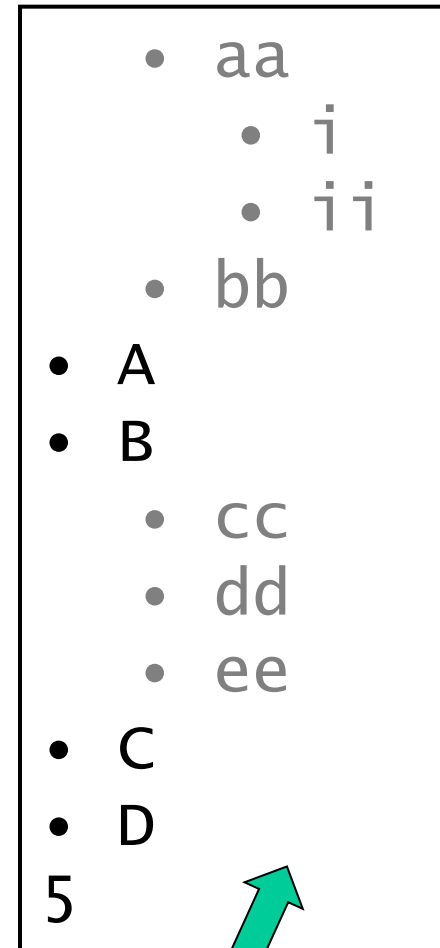 • aa
• i
• ii
• bb
• A
• B
• cc
• dd
• ee
• C
• D
5